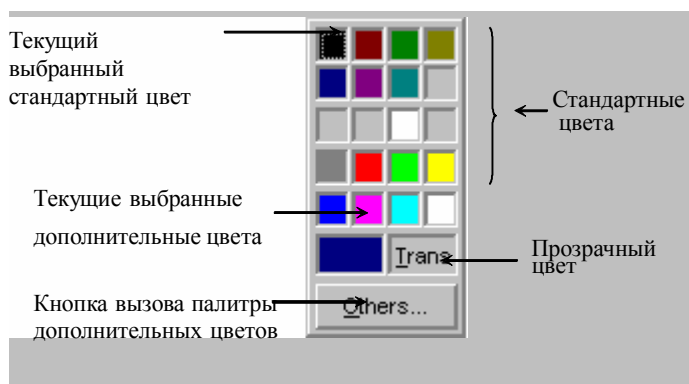 Текущий
выбранный
стандартный цвет
Стандартные
цвета
Текущие выбранные
дополнительные цвета
Trans
Прозрачный
цвет
Кнопка вызова палитры
дополнительных цветов
Others...